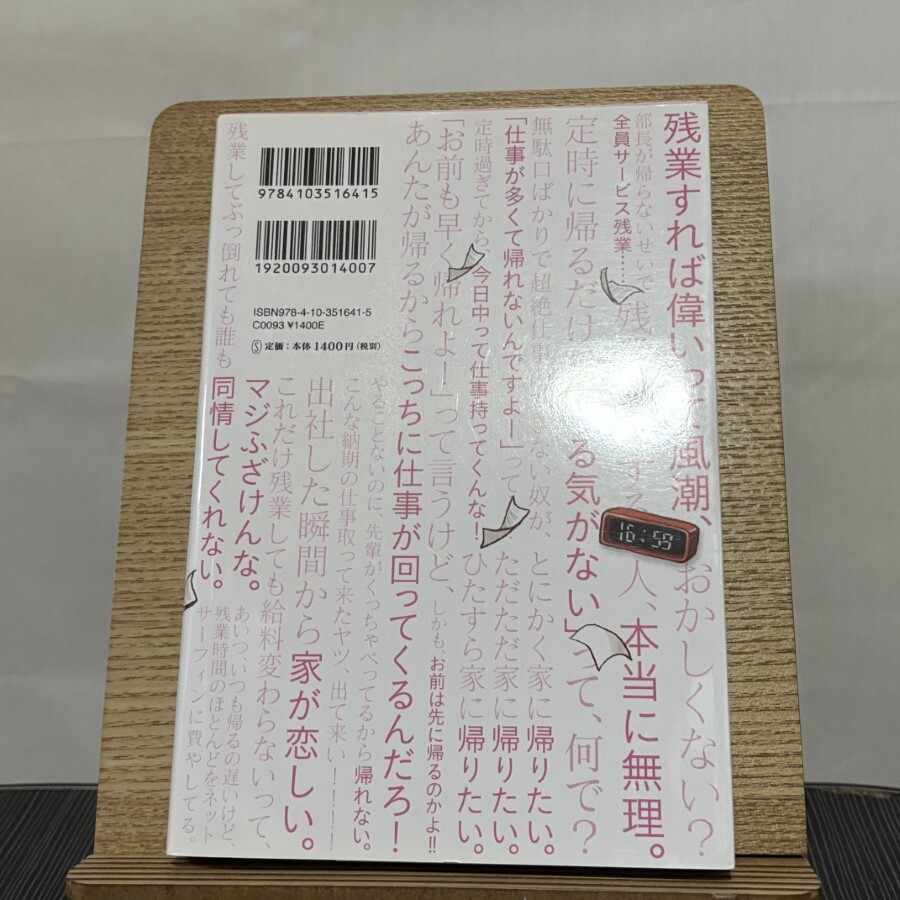 残業すれば偉いって風潮、おかしくない?
部長が帰らないせいで
全員サービス残業……
残業
する人、本当に無理。
定時に帰るだけ
る気がない」って、何で?
無駄口ばかりで超絶仕事
ない奴が、とにかく家に帰りたい。
「仕事が多くて帰れないんですよー」って
ただただ家に帰りたい。
定時過ぎてから、今日中って仕事持ってくんな!
ひたすら家に帰りたい。
「お前も早く帰れよー」って言うけど、
しかも、お前は先に帰るのかよ!!
あんたが帰るからこっちに仕事が回ってくるんだろ!
やることないのに、先輩がくっちゃべってるから帰れない。
こんな納期の仕事取って来たヤツ、出て来い!!!!
出社した瞬間から家が恋しい。
これだけ残業しても給料変わらないって、
マジふざけんな。
残業してぶっ倒れても誰も
同情してくれない。
あいつ、いつも帰るの遅いけど、
残業時間のほとんどをネット
サーフィンに費やしてる。
9784103516415
1920093014007
ISBN978-4-10-351641-5
C0093 ¥1400E
Ⓢ定価:本体1400円(税別)
16:59